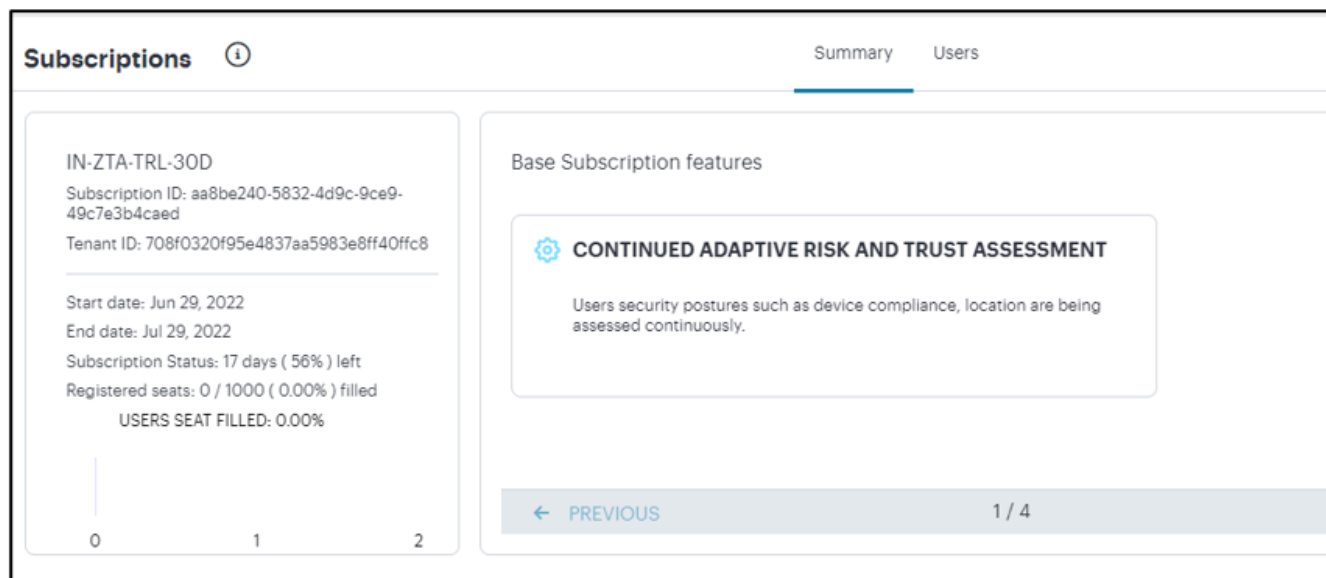 Subscriptions
Summary
Users
IN-ZTA-TRL-30D
Subscription ID: aa8be240-5832-4d9c-9ce9-
49c7e3b4caed
Tenant ID: 708f0320f95e4837aa5983e8ff40ffc8
Start date: Jun 29, 2022
End date: Jul 29, 2022
Subscription Status: 17 days ( 56% ) left
Registered seats: 0 / 1000 ( 0.00% ) filled
USERS SEAT FILLED: 0.00%
0 1 2
Base Subscription features
CONTINUED ADAPTIVE RISK AND TRUST ASSESSMENT
Users security postures such as device compliance, location are being
assessed continuously.
← PREVIOUS
1 / 4